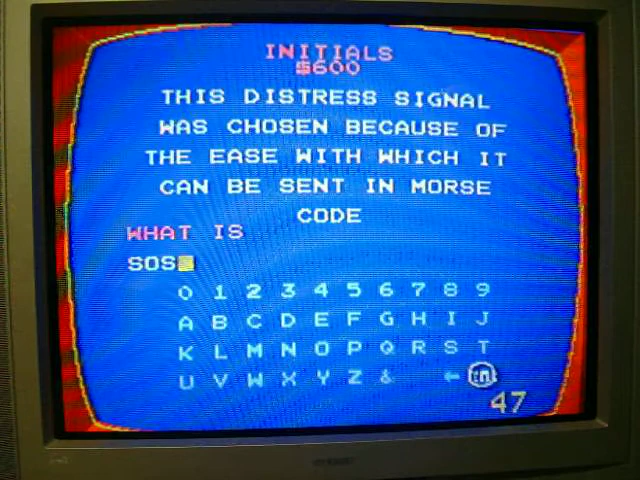 INITIALS
$600
THIS DISTRESS SIGNAL
WAS CHOSEN BECAUSE OF
THE EASE WITH WHICH IT
CAN BE SENT IN MORSE
CODE
WHAT IS
SOS
0 1 2 3 4 5 6 7 8 9
A B C D E F G H I J
K L M N O P Q R S T
U V W X Y Z & ←
47